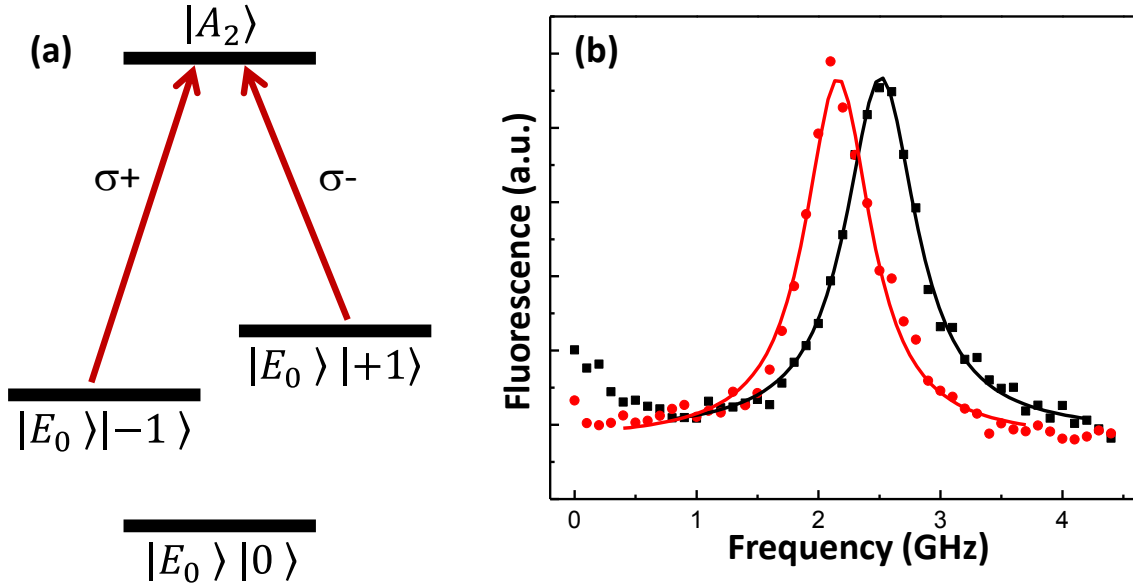 (a)
|A₂⟩
σ+
σ-
|E₀ ⟩ |+1⟩
|E₀ ⟩|−1 ⟩
|E₀ ⟩ |0 ⟩
(b)
Fluorescence (a.u.)
0 1 2 3 4
Frequency (GHz)